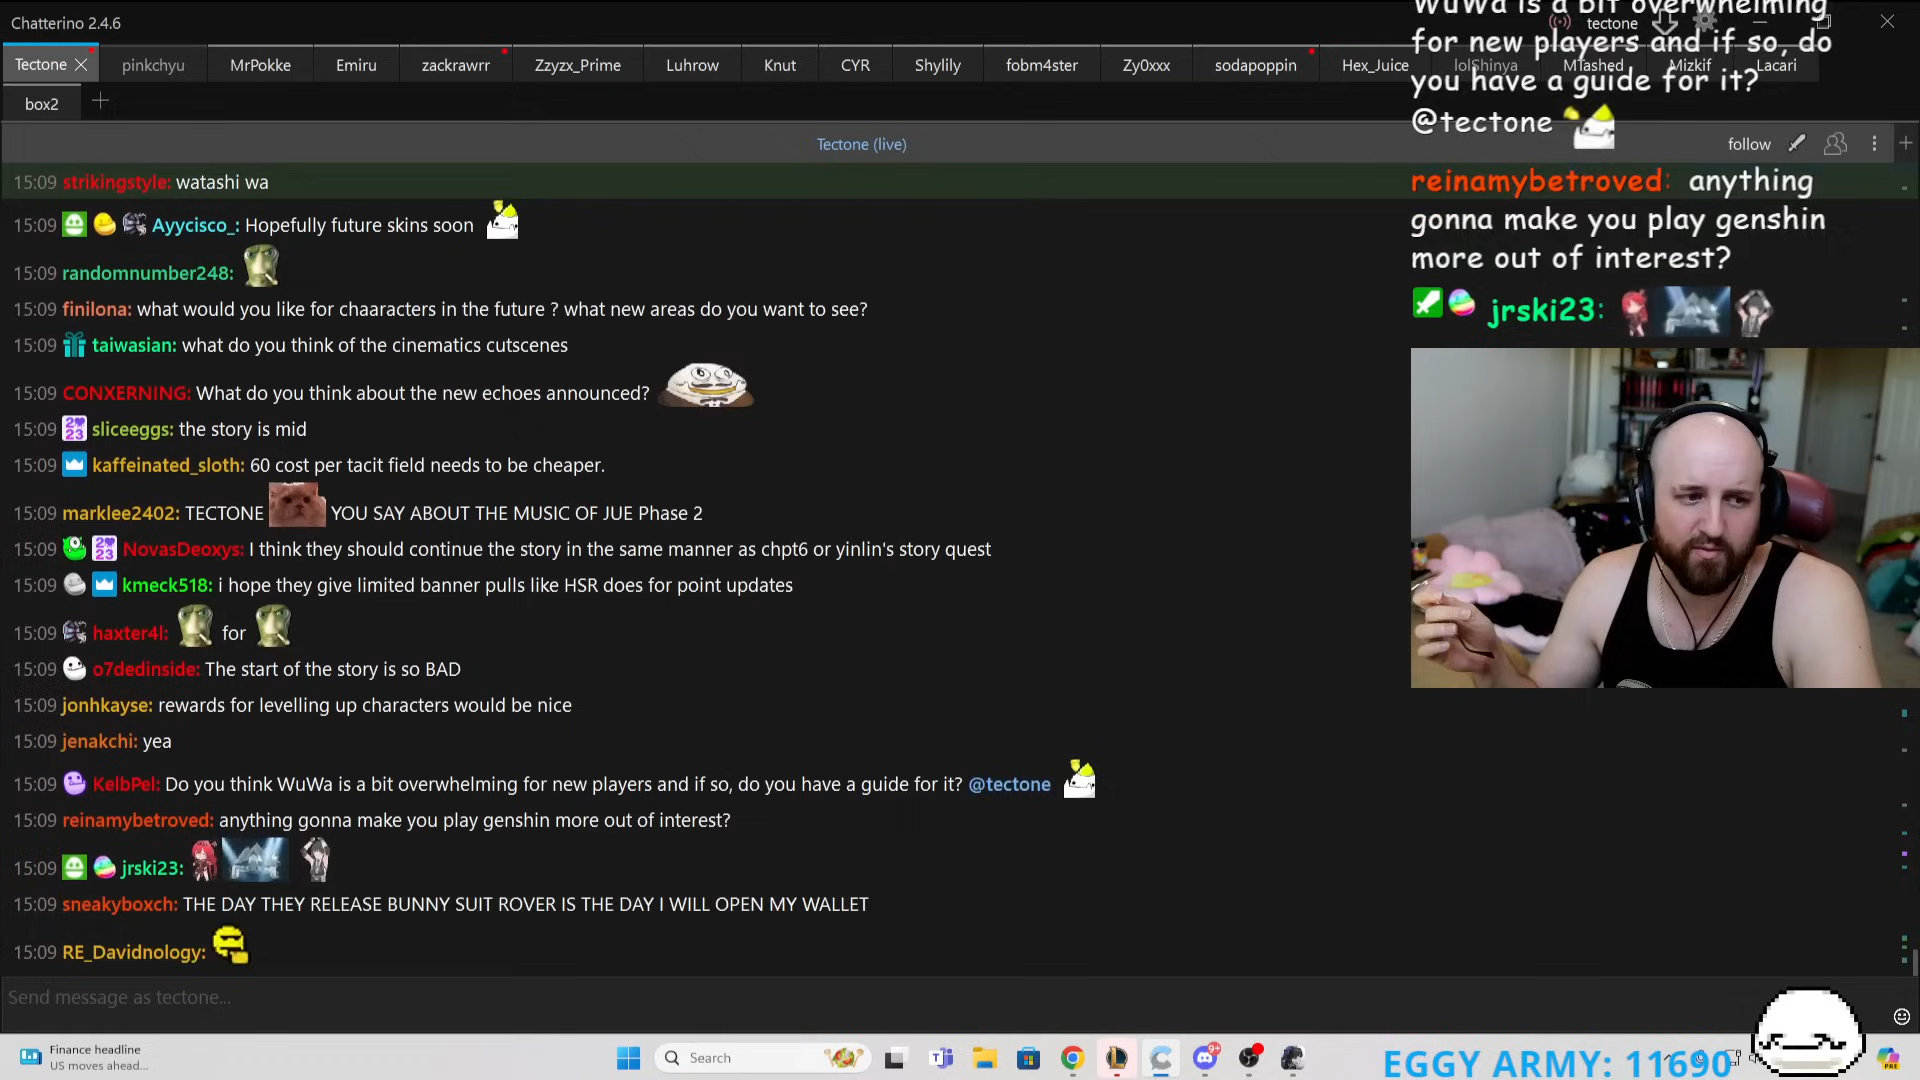 Chatterino 2.4.6
tectone
Tectone
pinkchyu
MrPokke
Emiru
zackrawrr
Zzyzx_Prime
Luhrow
Knut
CYR
Shylily
fobm4ster
Zy0xxx
sodapoppin
Hex_Juice
lolShinya
MTashed
Mizkif
Lacari
box2
Tectone (live)
follow
15:09 strikingstyle: watashi wa
15:09 Ayycisco_: Hopefully future skins soon
15:09 randomnumber248:
15:09 finilona: what would you like for chaaracters in the future ? what new areas do you want to see?
15:09 taiwasian: what do you think of the cinematics cutscenes
15:09 CONXERNING: What do you think about the new echoes announced?
15:09 sliceeggs: the story is mid
15:09 kaffeinated_sloth: 60 cost per tacit field needs to be cheaper.
15:09 marklee2402: TECTONE YOU SAY ABOUT THE MUSIC OF JUE Phase 2
15:09 NovasDeoxys: I think they should continue the story in the same manner as chpt6 or yinlin's story quest
15:09 kmeck518: i hope they give limited banner pulls like HSR does for point updates
15:09 haxter4l: for
15:09 o7dedinside: The start of the story is so BAD
15:09 jonhkayse: rewards for levelling up characters would be nice
15:09 jenakchi: yea
15:09 KelbPel: Do you think WuWa is a bit overwhelming for new players and if so, do you have a guide for it? @tectone
15:09 reinamybetroved: anything gonna make you play genshin more out of interest?
15:09 jrski23:
15:09 sneakyboxch: THE DAY THEY RELEASE BUNNY SUIT ROVER IS THE DAY I WILL OPEN MY WALLET
15:09 RE_Davidnology:
Send message as tectone...
WuWa is a bit overwhelming
for new players and if so, do
you have a guide for it?
@tectone
reinamybetroved: anything
gonna make you play genshin
more out of interest?
jrski23:
Finance headline
US moves ahead...
Search
9+
EGGY ARMY: 11690
PRE